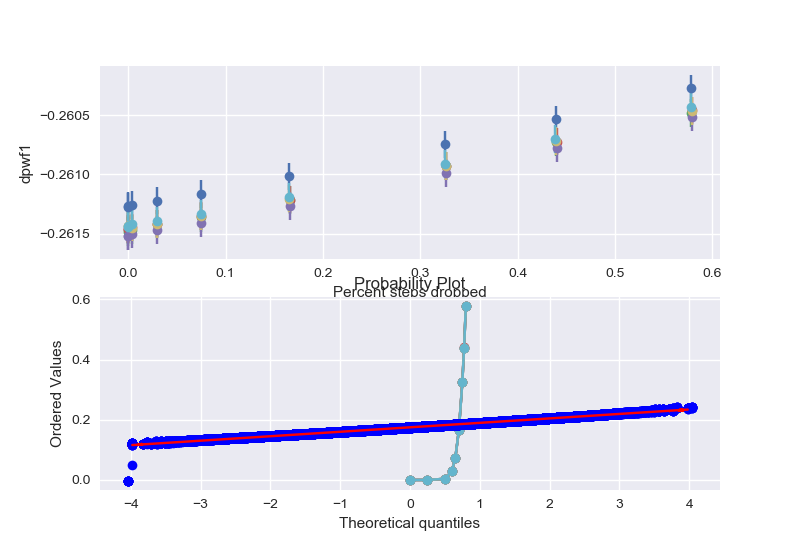 −0.2605
−0.2610
−0.2615
dpwf1
0.0 0.1 0.2 0.3 0.4 0.5 0.6
Probability Plot
Percent steps dropped
0.6
0.4
0.2
0.0
Ordered Values
−4 −3 −2 −1 0 1 2 3 4
Theoretical quantiles